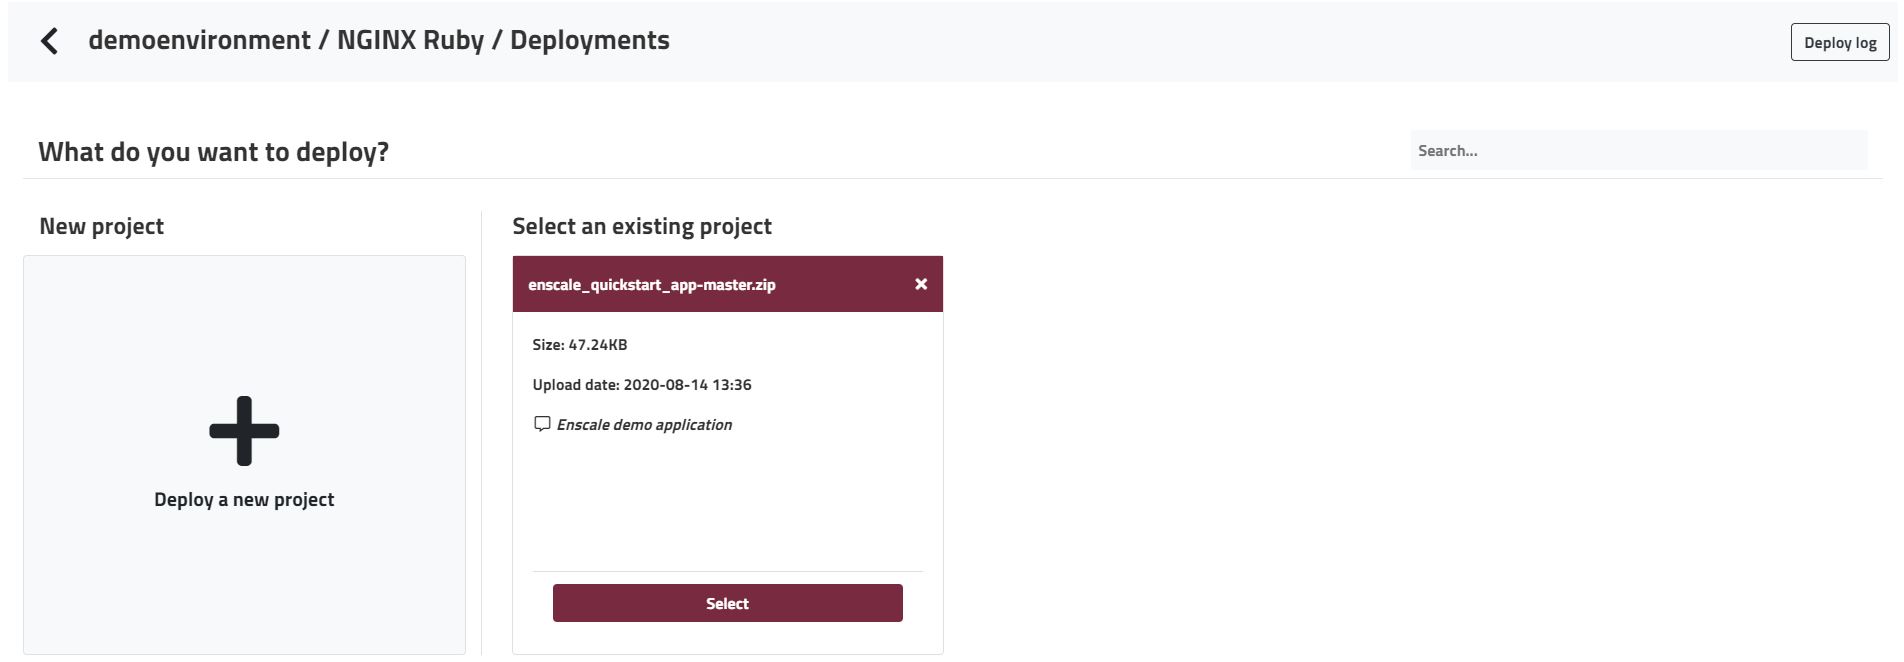 demoenvironment / NGINX Ruby / Deployments
Deploy log
What do you want to deploy?
Search...
New project
Deploy a new project
Select an existing project
enscale_quickstart_app-master.zip
Size: 47.24KB
Upload date: 2020-08-14 13:36
Enscale demo application
Select